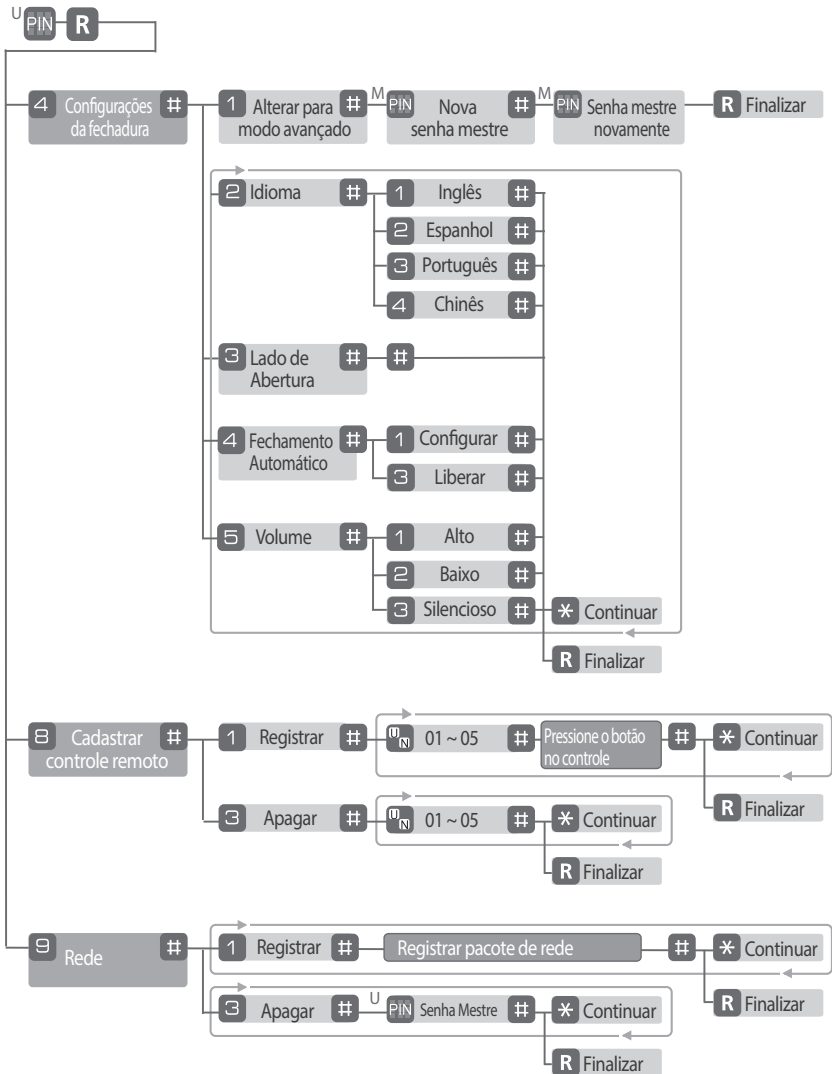 U PIN R
4 Configurações da fechadura # 1 Alterar para modo avançado # M PIN Nova senha mestre # M PIN Senha mestre novamente R Finalizar
2 Idioma # 1 Inglês #
2 Espanhol #
3 Português #
4 Chinês #
3 Lado de Abertura # #
4 Fechamento Automático # 1 Configurar #
3 Liberar #
5 Volume # 1 Alto #
2 Baixo #
3 Silencioso # * Continuar
R Finalizar
8 Cadastrar controle remoto # 1 Registrar # UN 01 ~ 05 # Pressione o botão no controle # * Continuar
R Finalizar
3 Apagar # UN 01 ~ 05 # * Continuar
R Finalizar
9 Rede # 1 Registrar # Registrar pacote de rede # * Continuar
R Finalizar
3 Apagar # U PIN Senha Mestre # * Continuar
R Finalizar